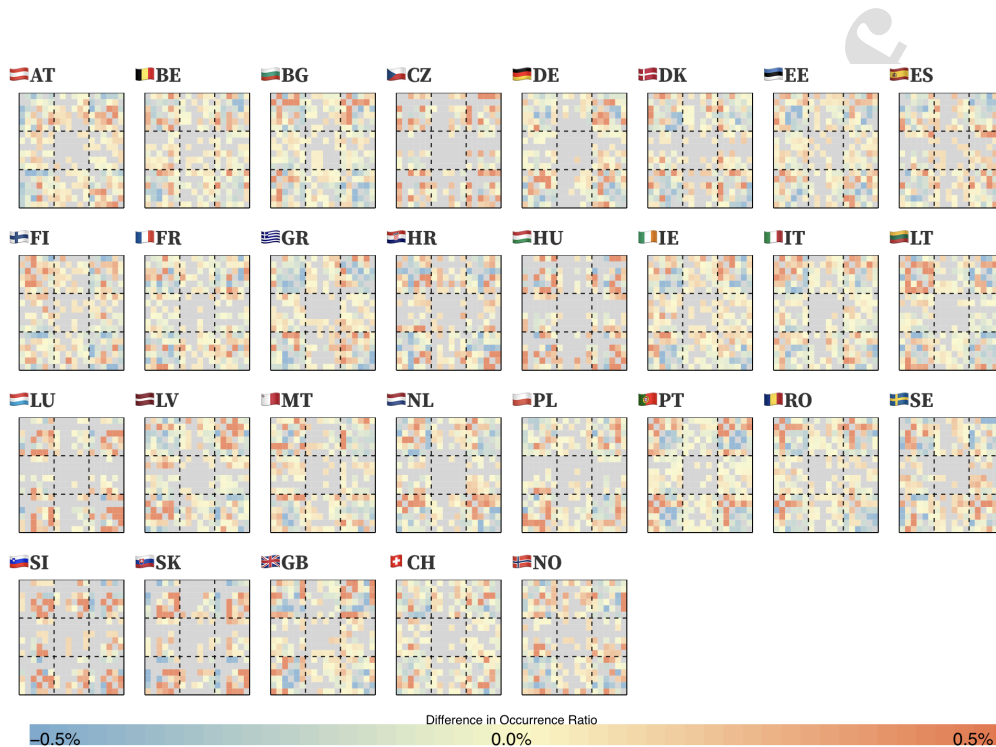 AT BE BG CZ DE DK EE ES
FI FR GR HR HU IE IT LT
LU LV MT NL PL PT RO SE
SI SK GB CH NO
Difference in Occurrence Ratio
−0.5% 0.0% 0.5%